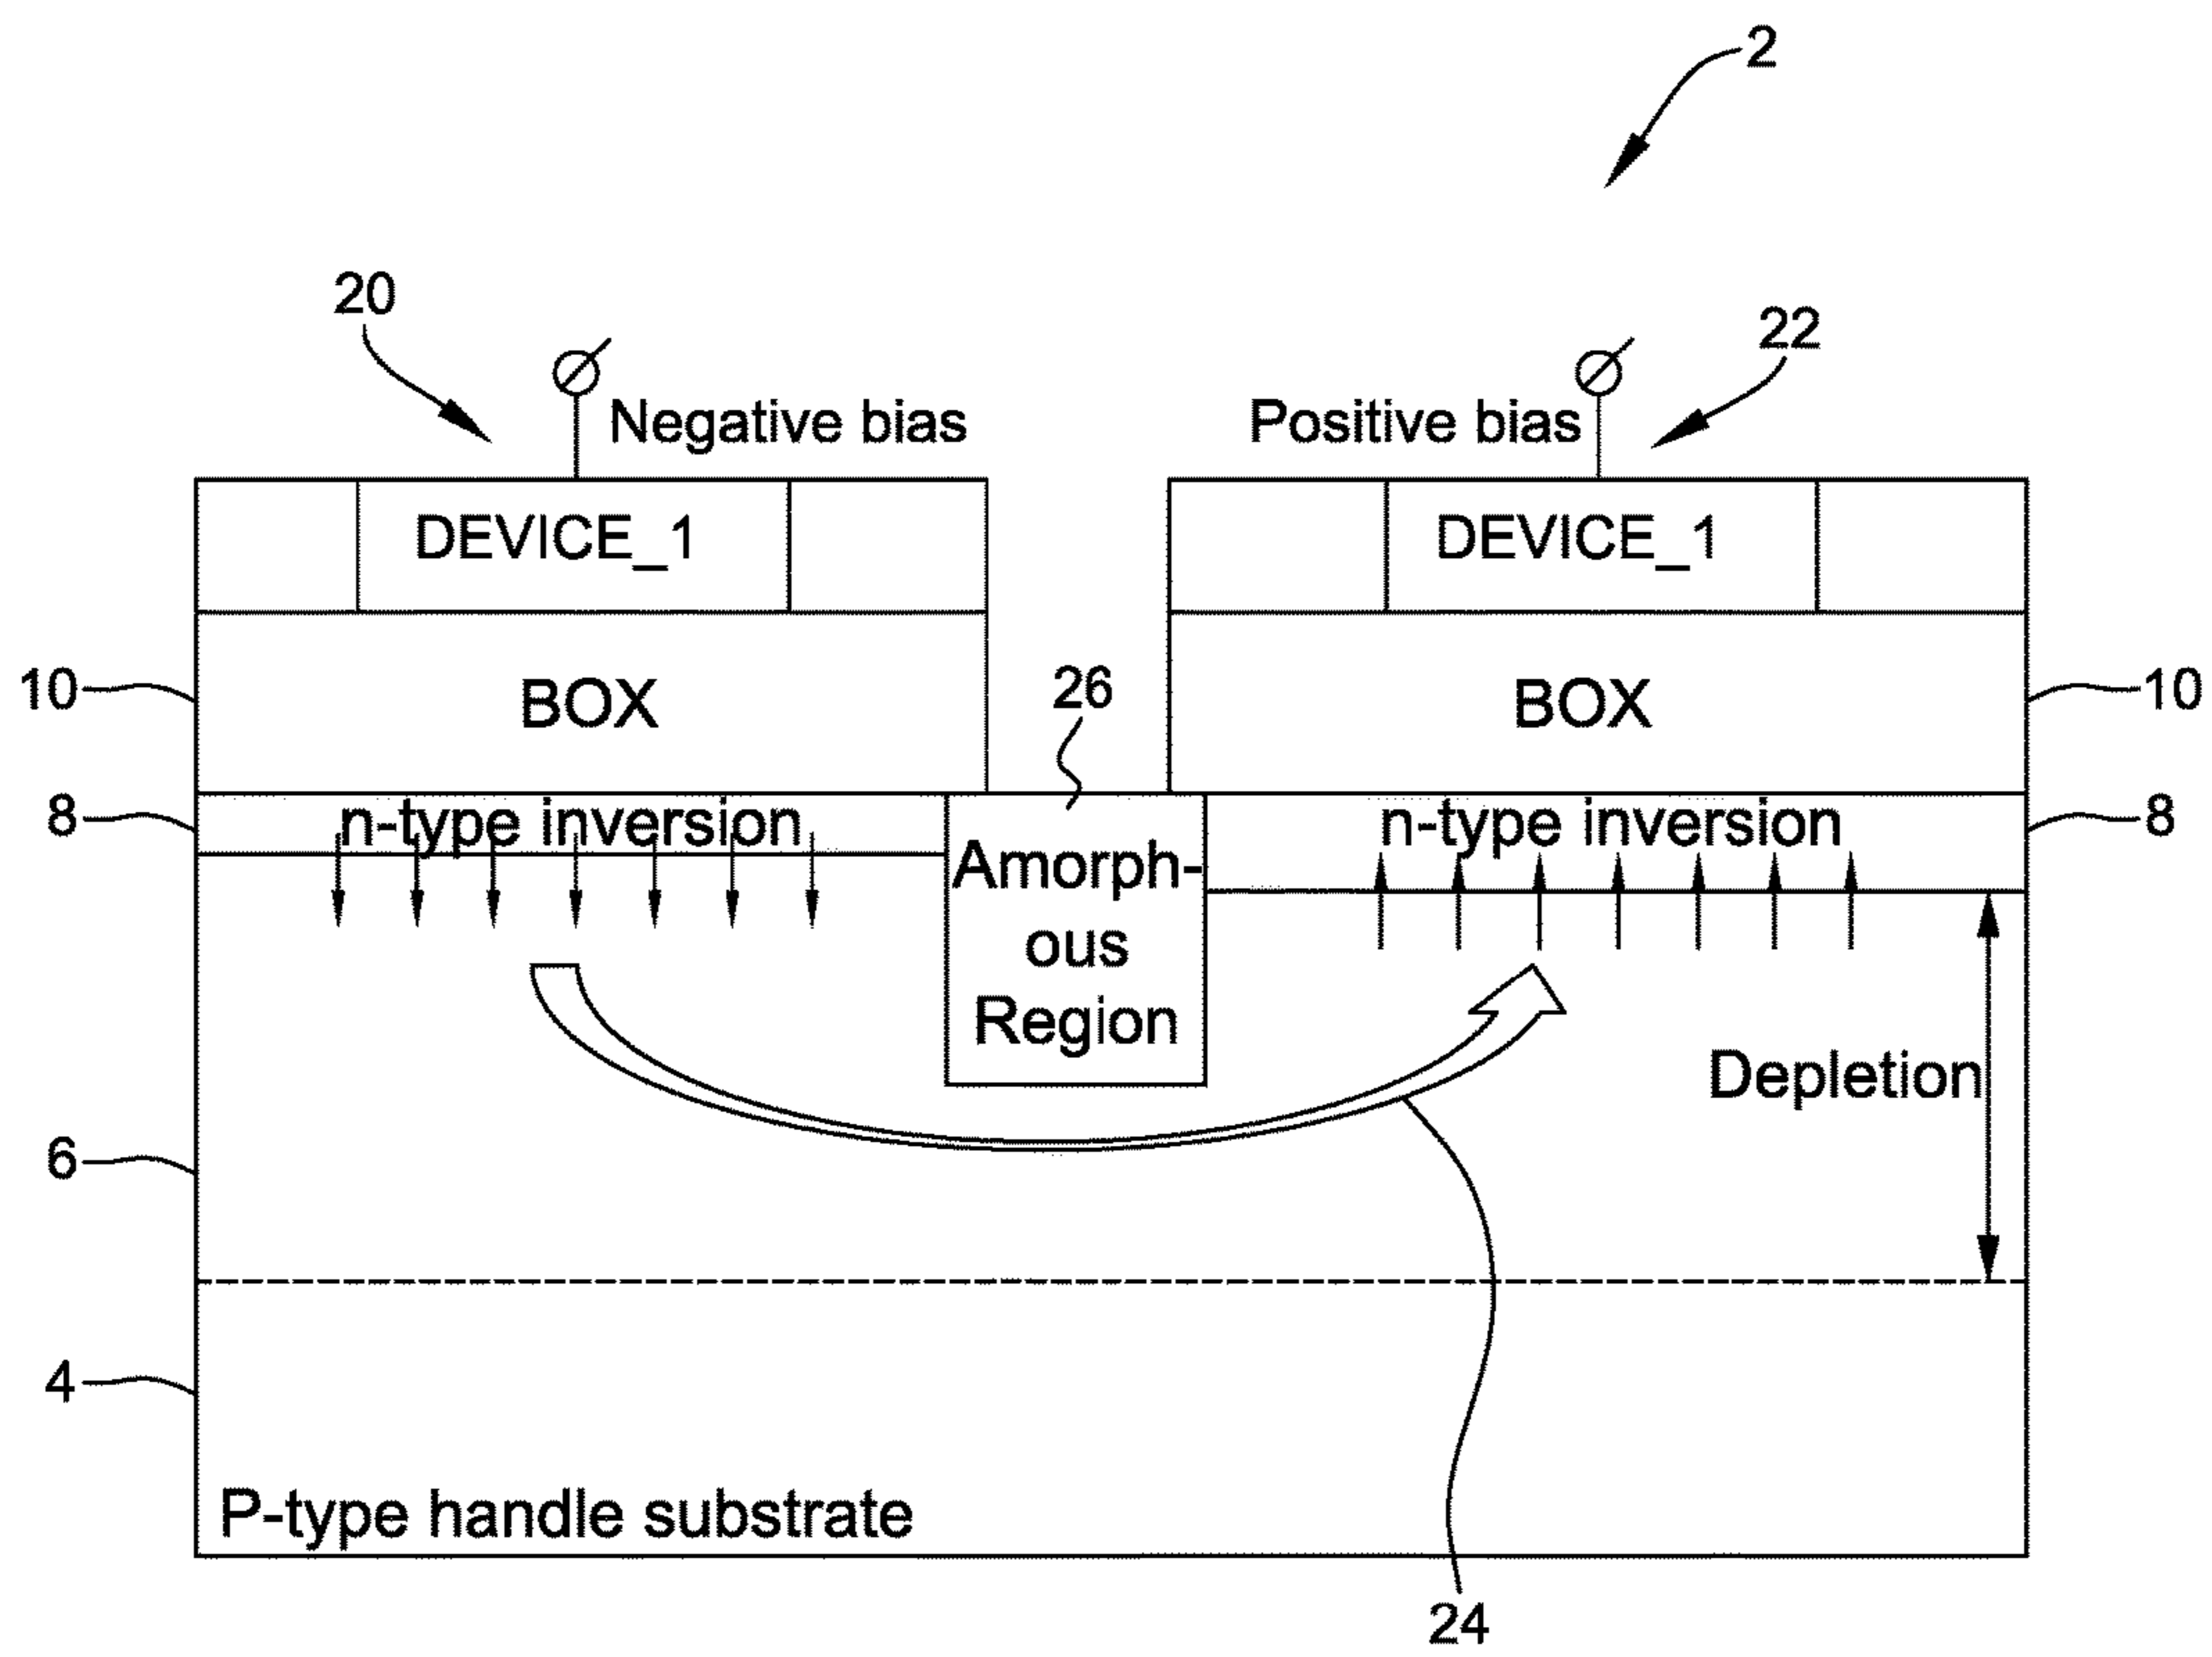 2
20
22
Negative bias
Positive bias
DEVICE_1
DEVICE_1
10
BOX
26
BOX
10
8
n-type inversion
n-type inversion
8
Amorph-
ous
Region
Depletion
6
4
P-type handle substrate
24